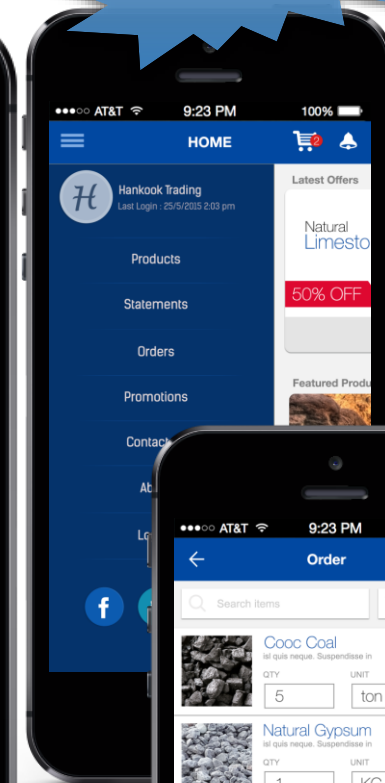 AT&T 9:23 PM 100%
HOME
2
H
Hankook Trading
Last Login : 25/5/2015 2:03 pm
Latest Offers
Natural
50% OFF
Products
Statements
Orders
Promotions
Featured
f
AT&T 9:23 PM
Order
Search items
Cooc Coal
isl quis neque. Suspendisse in
QTY UNIT
5 ton
Natural Gypsum
isl quis neque. Suspendisse in
QTY UNIT
1 KG